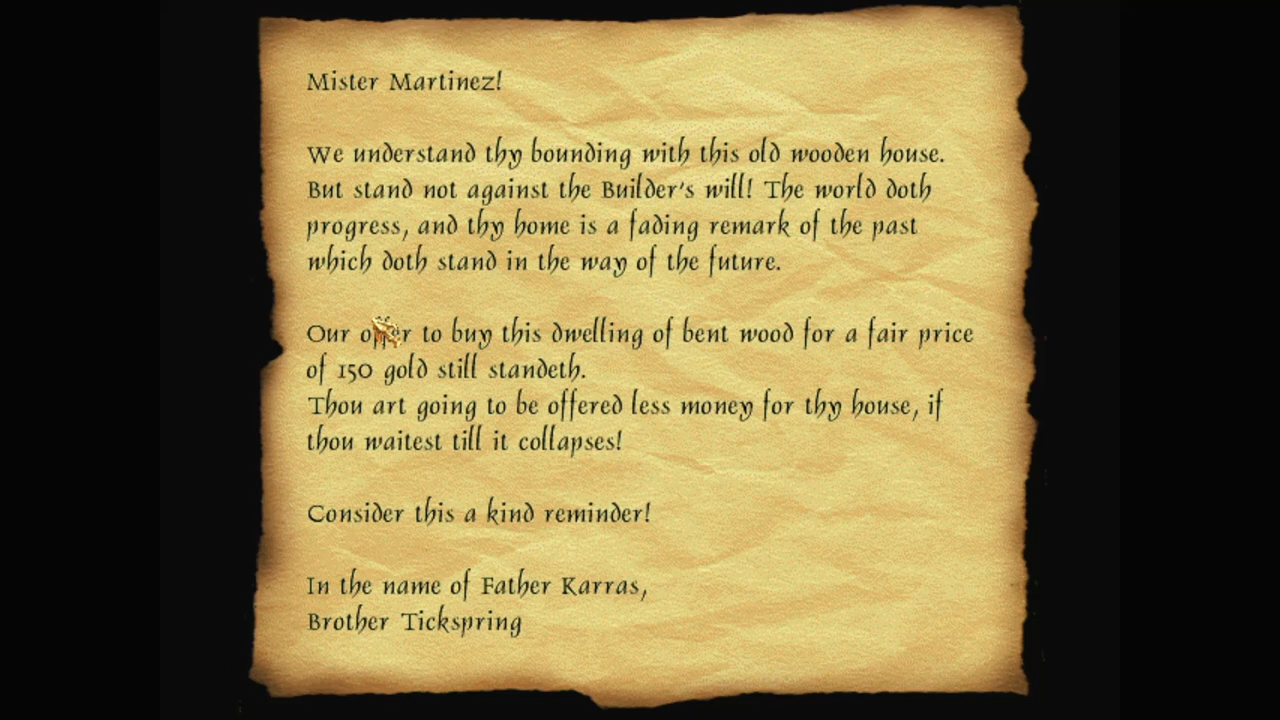 Mister Martinez!
We understand thy bounding with this old wooden house.
But stand not against the Builder's will! The world doth
progress, and thy home is a fading remark of the past
which doth stand in the way of the future.
Our offer to buy this dwelling of bent wood for a fair price
of 150 gold still standeth.
Thou art going to be offered less money for thy house, if
thou waitest till it collapses!
Consider this a kind reminder!
In the name of Father Karras,
Brother Tickspring